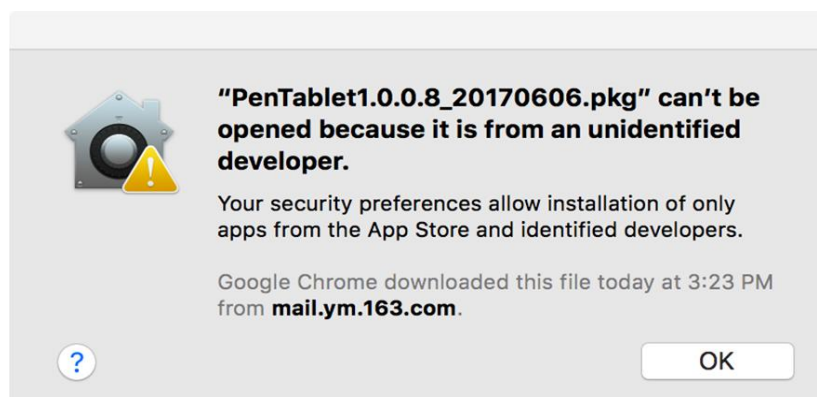 “PenTablet1.0.0.8_20170606.pkg” can’t be
opened because it is from an unidentified
developer.
Your security preferences allow installation of only
apps from the App Store and identified developers.
Google Chrome downloaded this file today at 3:23 PM
from mail.ym.163.com.
?
OK